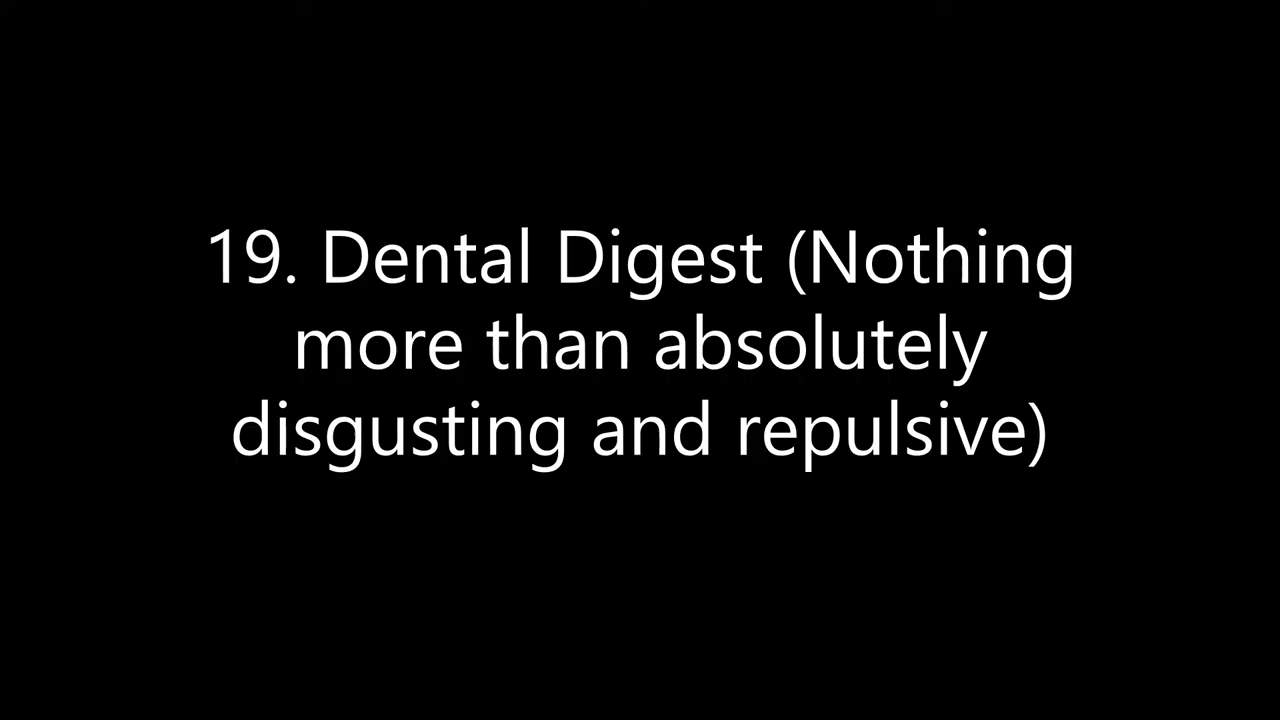 19. Dental Digest (Nothing
more than absolutely
disgusting and repulsive)